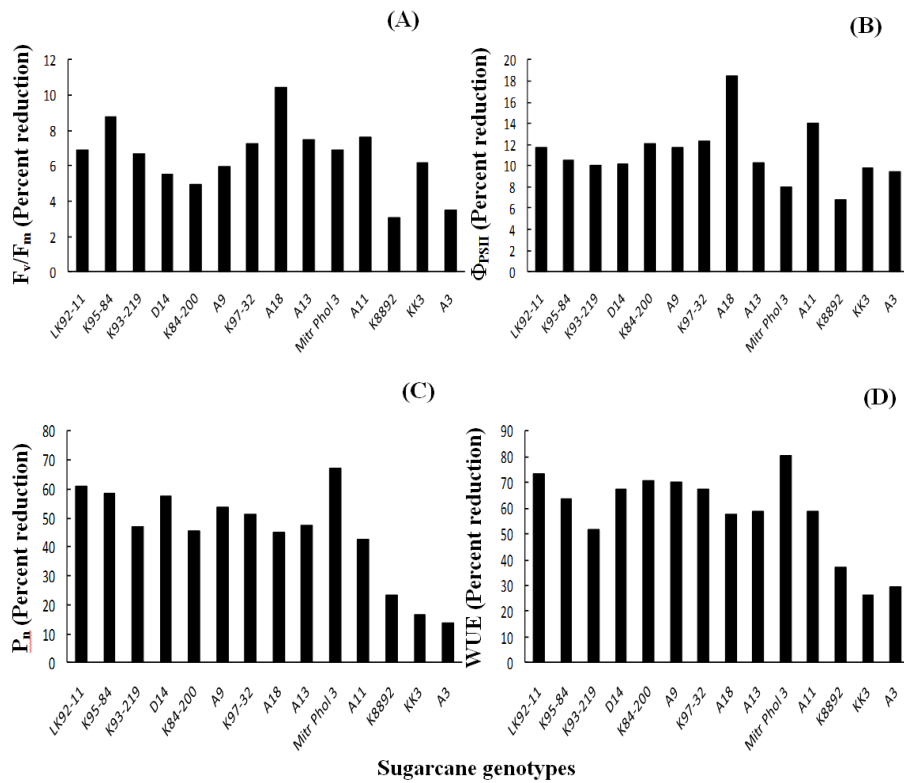 (A)
F_v/F_m (Percent reduction)
12
10
8
6
4
2
0
LK92-11
K95-84
K93-219
D14
K84-200
A9
K97-32
A18
A13
Mitr Phol 3
A11
K8892
KK3
A3
(B)
Φ_PSII (Percent reduction)
20
18
16
14
12
10
8
6
4
2
0
LK92-11
K95-84
K93-219
D14
K84-200
A9
K97-32
A18
A13
Mitr Phol 3
A11
K8892
KK3
A3
(C)
P_n (Percent reduction)
80
70
60
50
40
30
20
10
0
LK92-11
K95-84
K93-219
D14
K84-200
A9
K97-32
A18
A13
Mitr Phol 3
A11
K8892
KK3
A3
(D)
WUE (Percent reduction)
90
80
70
60
50
40
30
20
10
0
LK92-11
K95-84
K93-219
D14
K84-200
A9
K97-32
A18
A13
Mitr Phol 3
A11
K8892
KK3
A3
Sugarcane genotypes